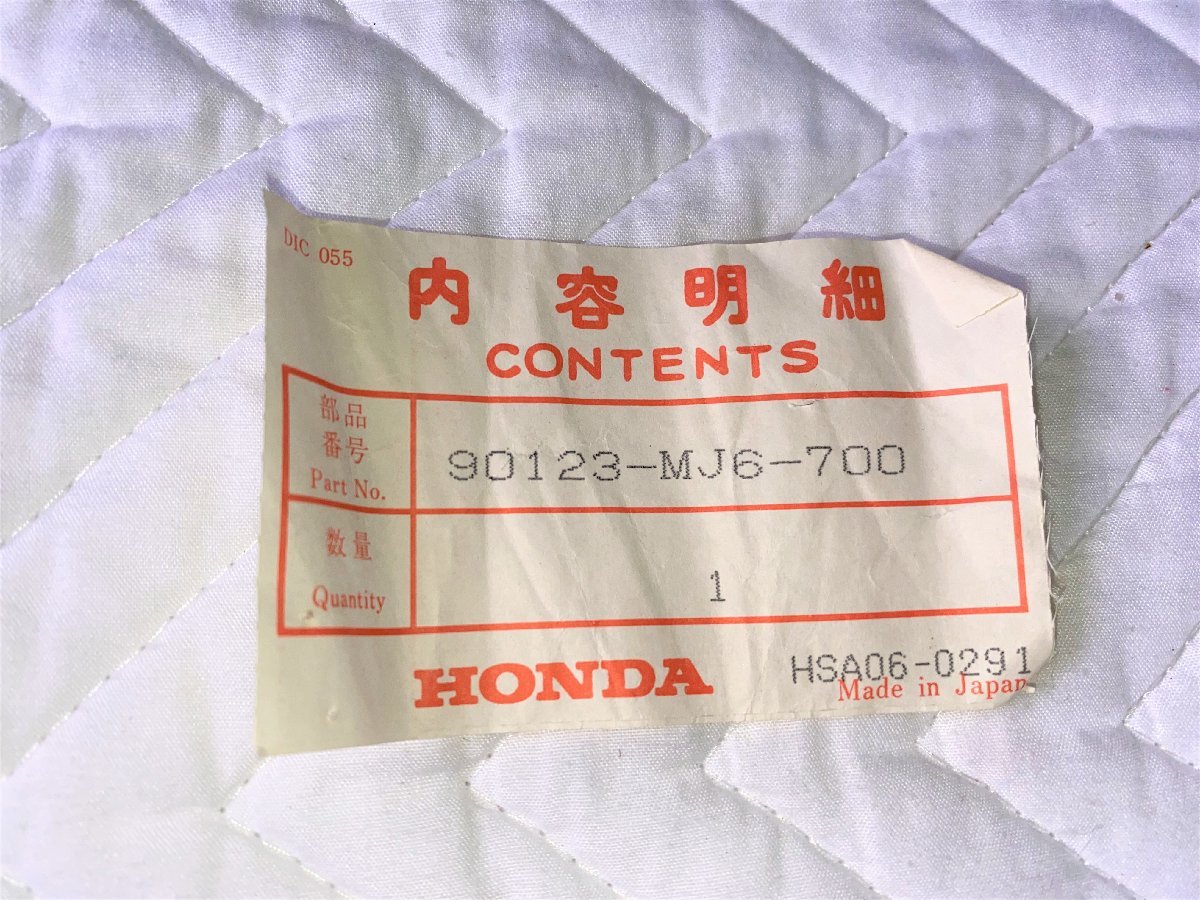 DIC 055
内容明細
CONTENTS
部品
番号
Part No.
90123-MJ6-700
数量
Quantity
1
HONDA
HSA06-0291
Made in Japan